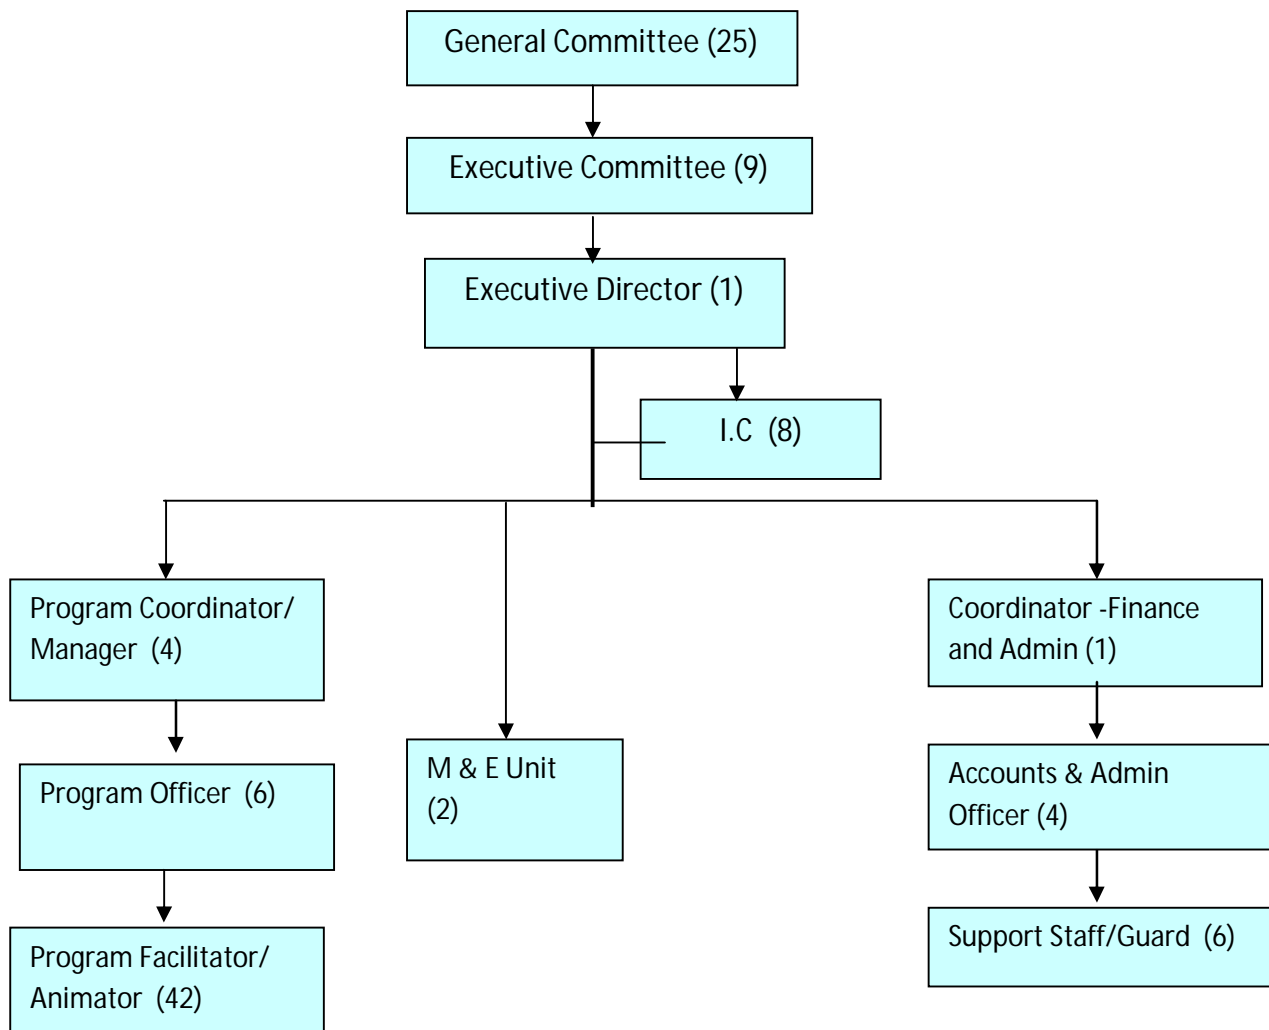 General Committee (25)
Executive Committee (9)
Executive Director (1)
I.C (8)
Program Coordinator/
Manager (4)
Program Officer (6)
Program Facilitator/
Animator (42)
M & E Unit
(2)
Coordinator -Finance
and Admin (1)
Accounts & Admin
Officer (4)
Support Staff/Guard (6)